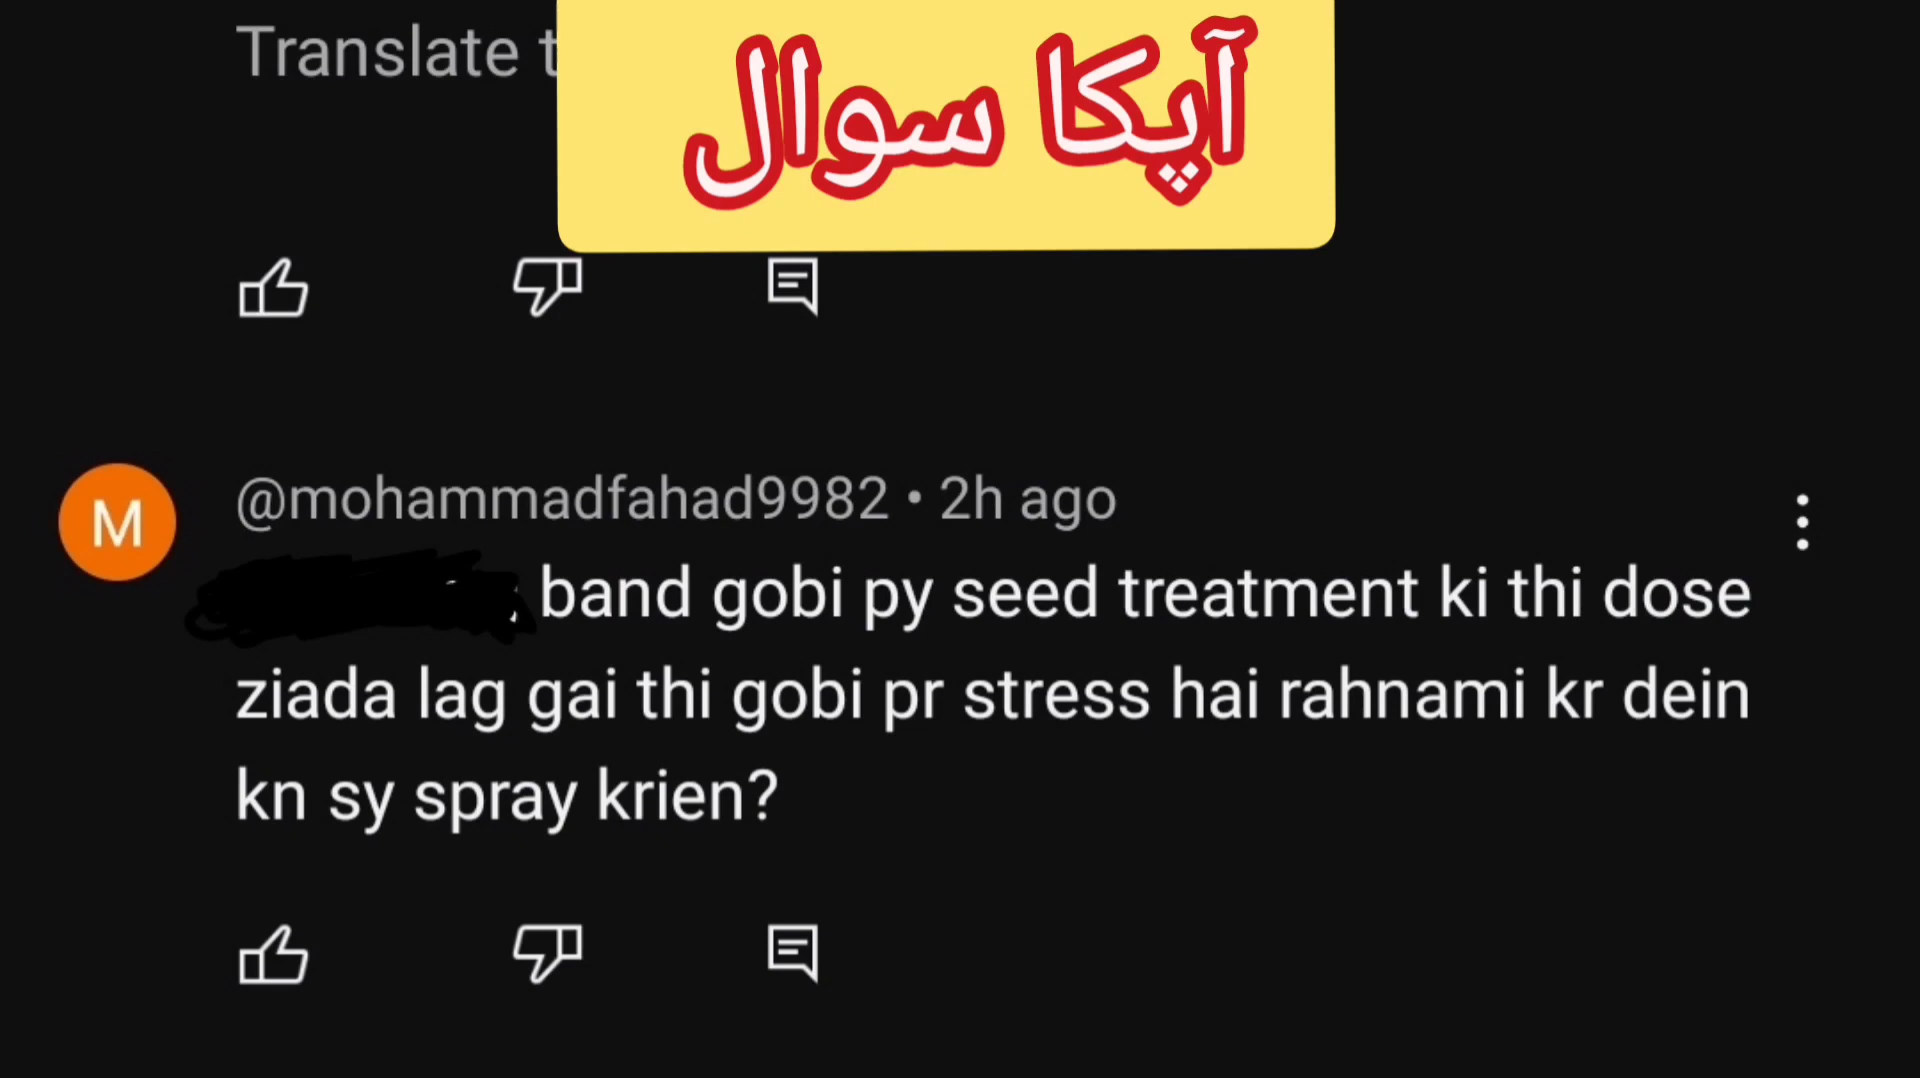 Translate t
آپکا سوال
@mohammadfahad9982 • 2h ago
band gobi py seed treatment ki thi dose
ziada lag gai thi gobi pr stress hai rahnami kr dein
kn sy spray krien?
M